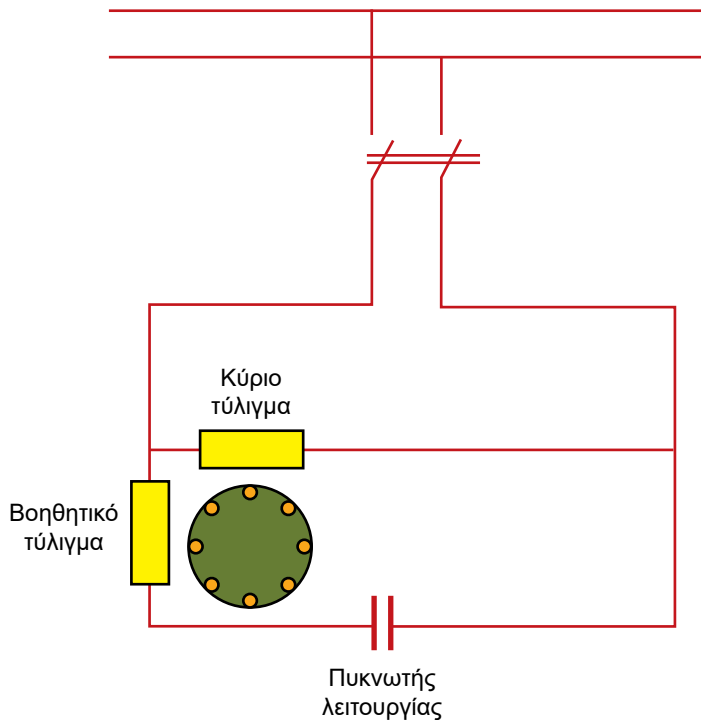 Κύριο
τύλιγμα
Βοηθητικό
τύλιγμα
Πυκνωτής
λειτουργίας